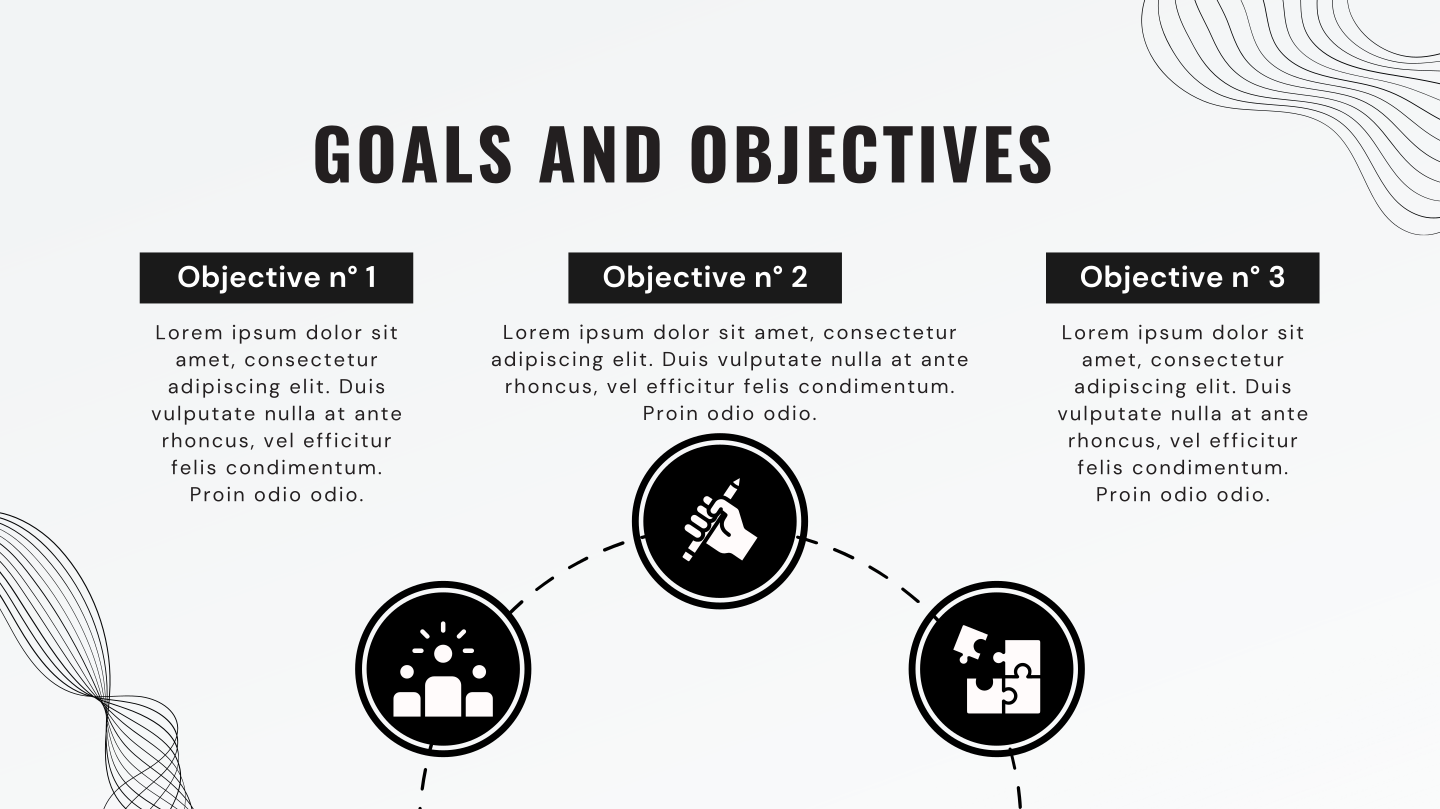 GOALS AND OBJECTIVES
Objective n° 1
Lorem ipsum dolor sit
amet, consectetur
adipiscing elit. Duis
vulputate nulla at ante
rhoncus, vel efficitur
felis condimentum.
Proin odio odio.
Objective n° 2
Lorem ipsum dolor sit amet, consectetur
adipiscing elit. Duis vulputate nulla at ante
rhoncus, vel efficitur felis condimentum.
Proin odio odio.
Objective n° 3
Lorem ipsum dolor sit
amet, consectetur
adipiscing elit. Duis
vulputate nulla at ante
rhoncus, vel efficitur
felis condimentum.
Proin odio odio.